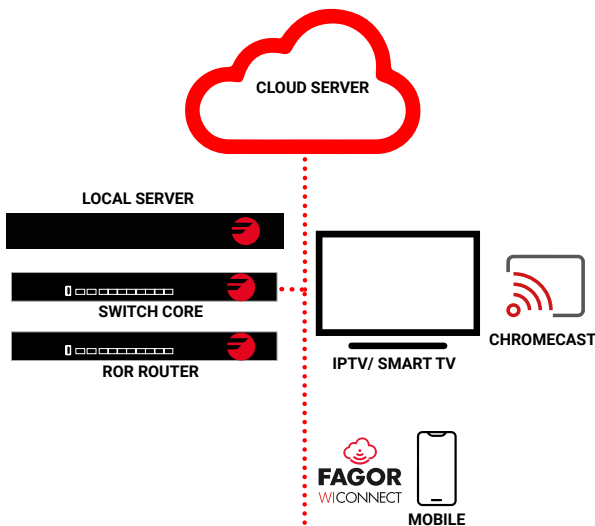 CLOUD SERVER
LOCAL SERVER
SWITCH CORE
ROR ROUTER
IPTV/ SMART TV
CHROMECAST
FAGOR
WICONNECT
MOBILE